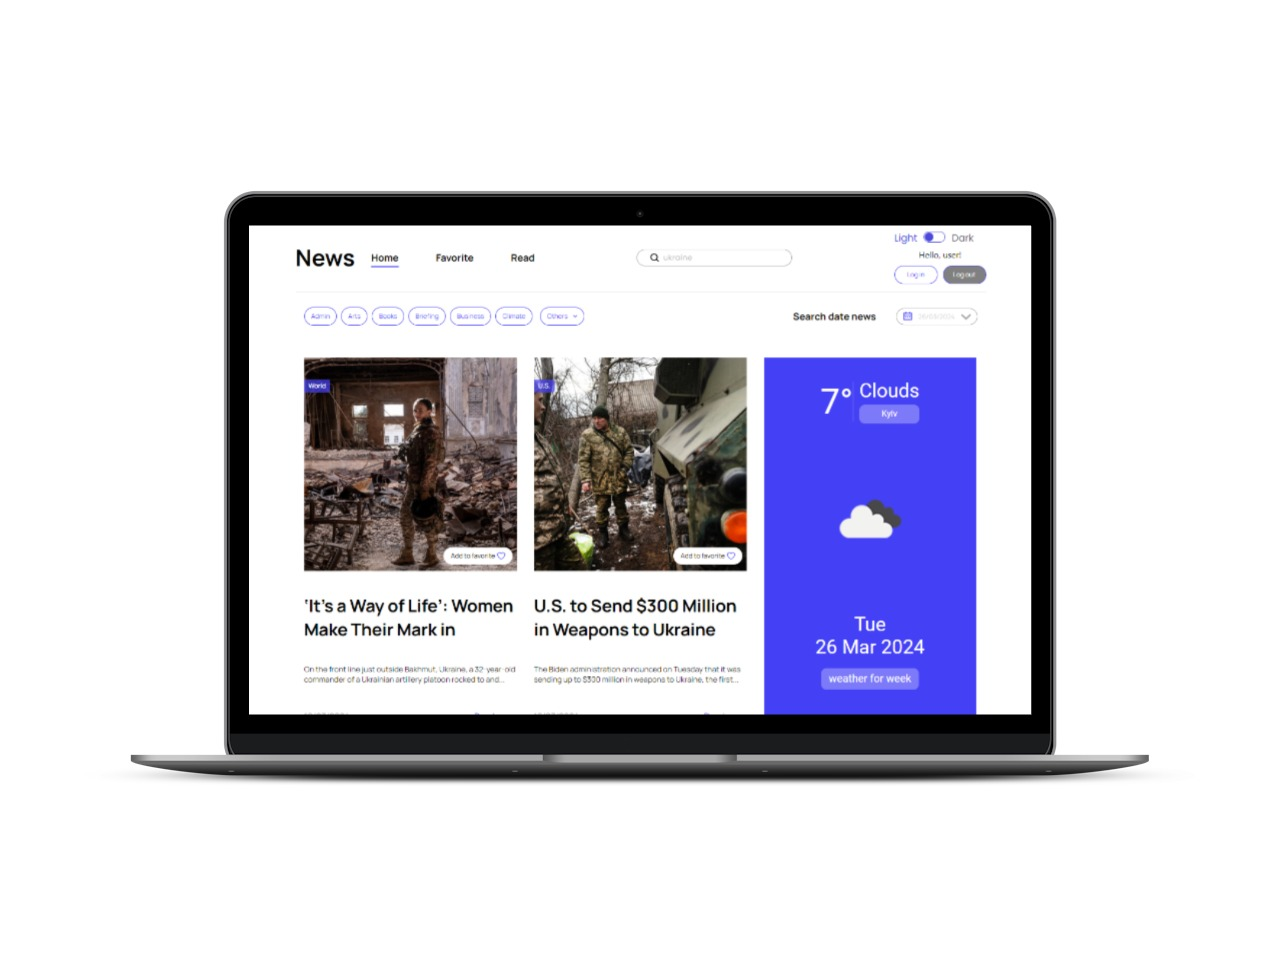 Light Dark
News Home Favorite Read
ukraine
Hello, user!
Log in Log out
Admin Arts Books Briefing Business Climate Others
Search date news
World
U.S.
Add to favorite
Add to favorite
7° Clouds
Kyiv
'It's a Way of Life': Women
Make Their Mark in
U.S. to Send $300 Million
in Weapons to Ukraine
On the front line just outside Bakhmut, Ukraine, a 32-year-old
commander of a Ukrainian artillery platoon rocked to and...
The Biden administration announced on Tuesday that it was
sending up to $300 million in weapons to Ukraine, the first...
Tue
26 Mar 2024
weather for week